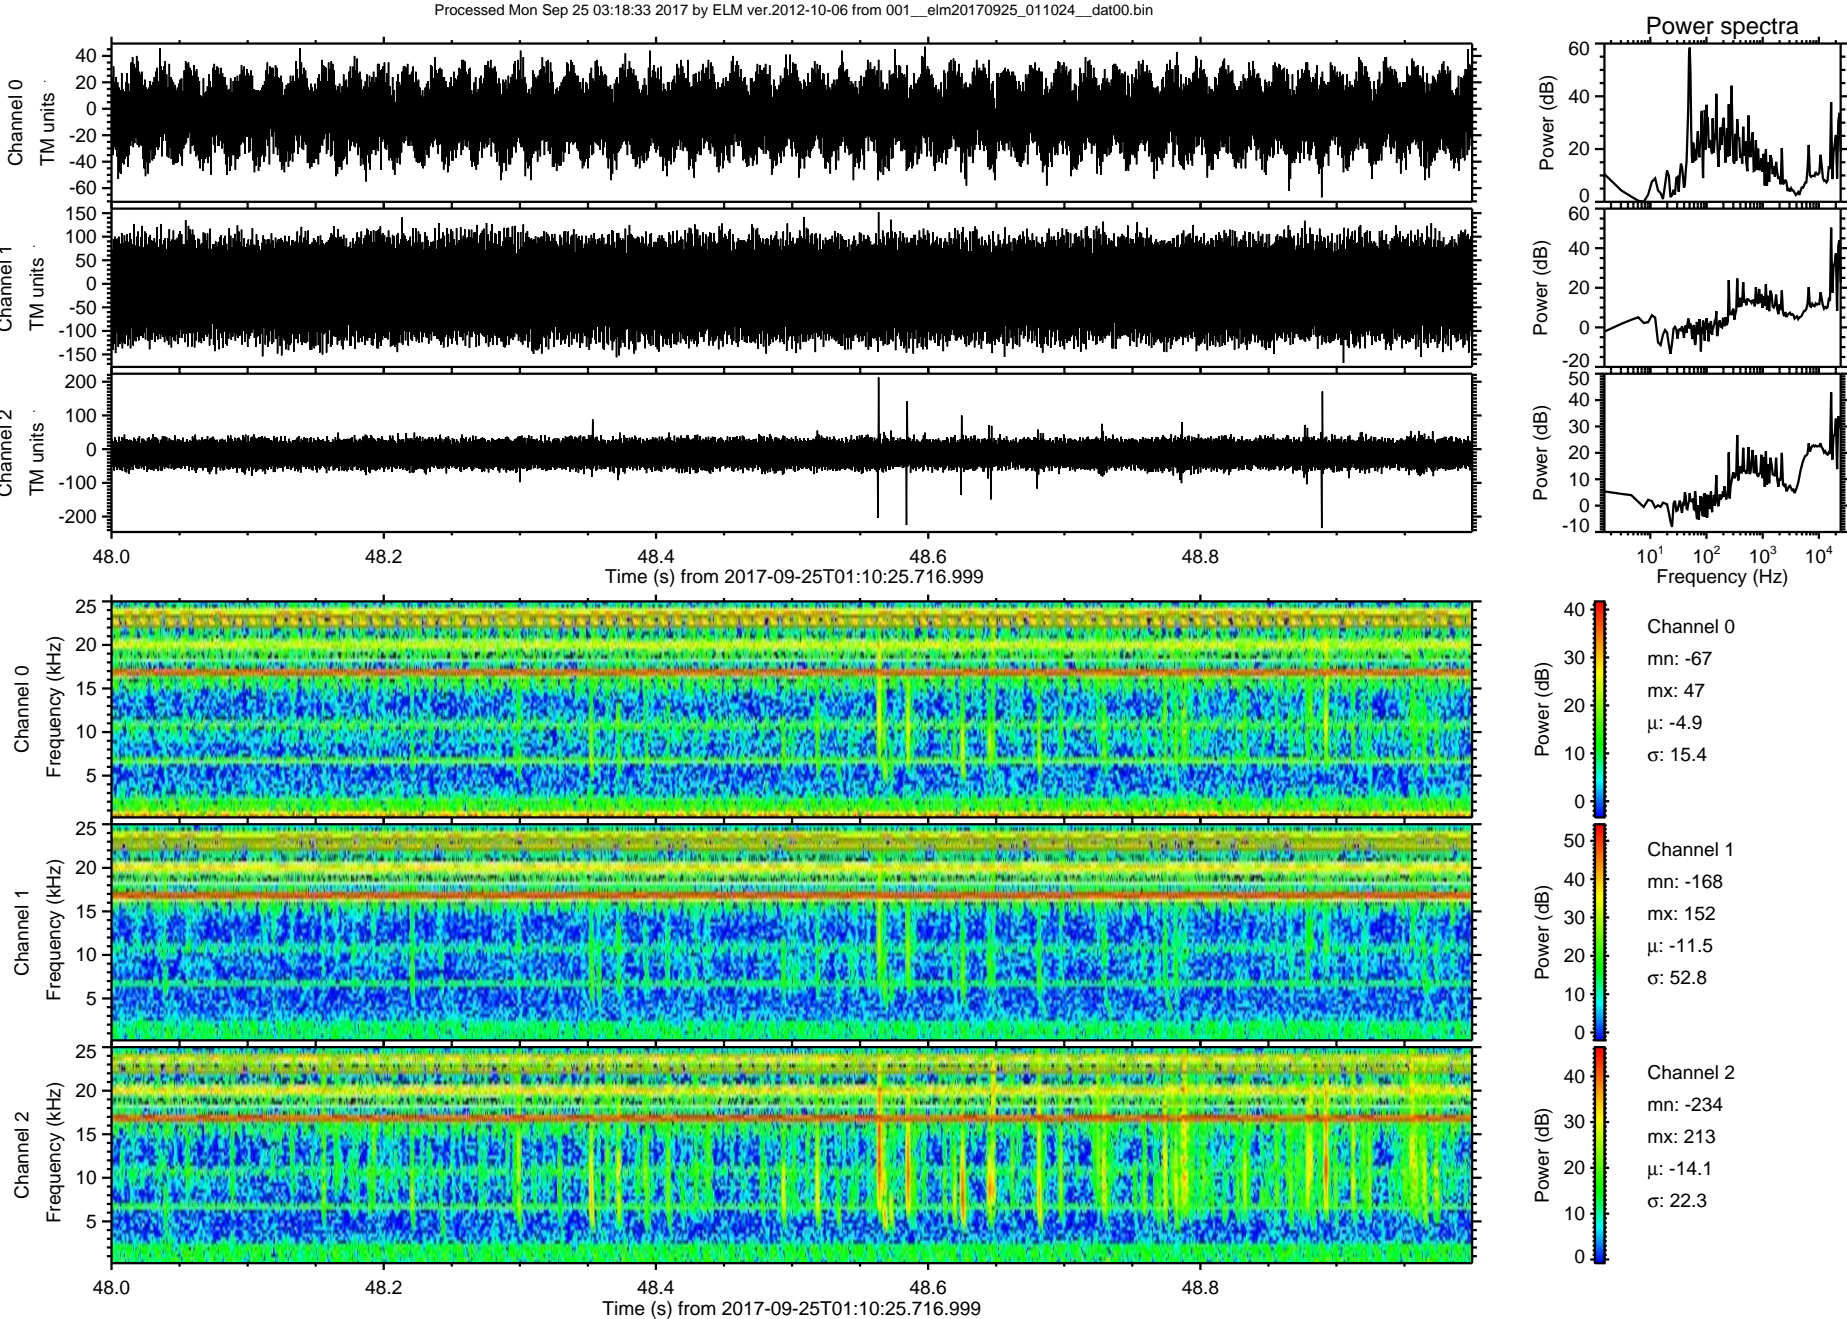 Processed Mon Sep 25 03:18:33 2017 by ELM ver.2012-10-06 from 001__elm20170925_011024__dat00.bin
Power spectra
Channel 0
TM units
40
20
0
-20
-40
-60
Power (dB)
60
40
20
0
Channel 1
TM units
150
100
50
0
-50
-100
-150
Power (dB)
60
40
20
0
-20
Channel 2
TM units
200
100
0
-100
-200
Power (dB)
50
40
30
20
10
0
-10
48.0 48.2 48.4 48.6 48.8
Time (s) from 2017-09-25T01:10:25.716.999
10^1 10^2 10^3 10^4
Frequency (Hz)
Channel 0
Frequency (kHz)
25
20
15
10
5
Power (dB)
40
30
20
10
0
Channel 0
mn: -67
mx: 47
μ: -4.9
σ: 15.4
Channel 1
Frequency (kHz)
25
20
15
10
5
Power (dB)
50
40
30
20
10
0
Channel 1
mn: -168
mx: 152
μ: -11.5
σ: 52.8
Channel 2
Frequency (kHz)
25
20
15
10
5
Power (dB)
40
30
20
10
0
Channel 2
mn: -234
mx: 213
μ: -14.1
σ: 22.3
48.0 48.2 48.4 48.6 48.8
Time (s) from 2017-09-25T01:10:25.716.999